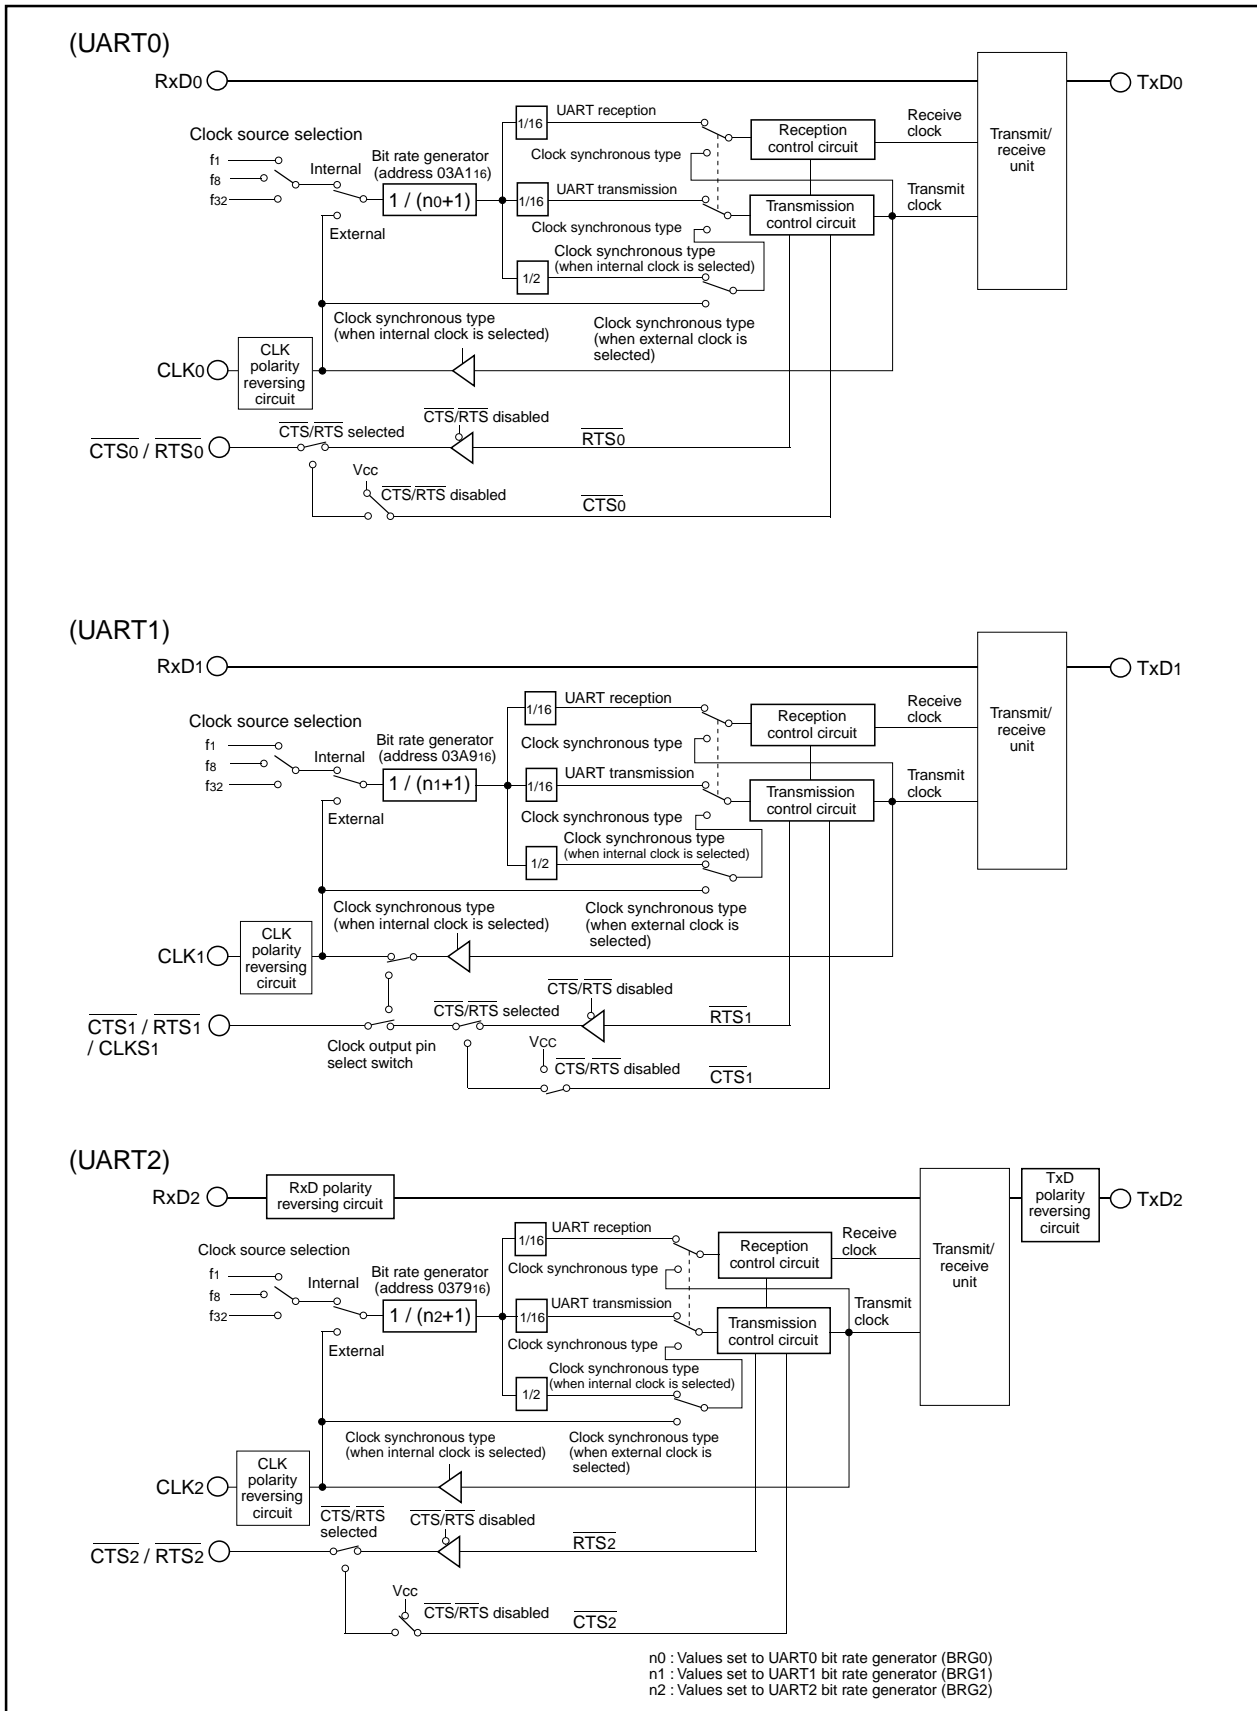 (UART0)
RxD0
TxD0
Clock source selection
f1
f8
f32
Internal
External
Bit rate generator
(address 03A116)
1 / (n0+1)
1/16
UART reception
Clock synchronous type
1/16
UART transmission
Clock synchronous type
1/2
Clock synchronous type
(when internal clock is selected)
Reception
control circuit
Transmission
control circuit
Receive
clock
Transmit
clock
Transmit/
receive
unit
Clock synchronous type
(when internal clock is selected)
Clock synchronous type
(when external clock is
selected)
CLK0
CLK
polarity
reversing
circuit
CTS0 / RTS0
CTS/RTS selected
CTS/RTS disabled
RTS0
Vcc
CTS/RTS disabled
CTS0
(UART1)
RxD1
TxD1
Clock source selection
f1
f8
f32
Internal
External
Bit rate generator
(address 03A916)
1 / (n1+1)
1/16
UART reception
Clock synchronous type
1/16
UART transmission
Clock synchronous type
1/2
Clock synchronous type
(when internal clock is selected)
Reception
control circuit
Transmission
control circuit
Receive
clock
Transmit
clock
Transmit/
receive
unit
Clock synchronous type
(when internal clock is selected)
Clock synchronous type
(when external clock is
selected)
CLK1
CLK
polarity
reversing
circuit
CTS1 / RTS1
/ CLKS1
Clock output pin
select switch
CTS/RTS selected
CTS/RTS disabled
RTS1
VCC
CTS/RTS disabled
CTS1
(UART2)
RxD2
RxD polarity
reversing circuit
TxD
polarity
reversing
circuit
TxD2
Clock source selection
f1
f8
f32
Internal
External
Bit rate generator
(address 037916)
1 / (n2+1)
1/16
UART reception
Clock synchronous type
1/16
UART transmission
Clock synchronous type
1/2
Clock synchronous type
(when internal clock is selected)
Reception
control circuit
Transmission
control circuit
Receive
clock
Transmit
clock
Transmit/
receive
unit
Clock synchronous type
(when internal clock is selected)
Clock synchronous type
(when external clock is
selected)
CLK2
CLK
polarity
reversing
circuit
CTS2 / RTS2
CTS/RTS
selected
CTS/RTS disabled
RTS2
Vcc
CTS/RTS disabled
CTS2
n0 : Values set to UART0 bit rate generator (BRG0)
n1 : Values set to UART1 bit rate generator (BRG1)
n2 : Values set to UART2 bit rate generator (BRG2)